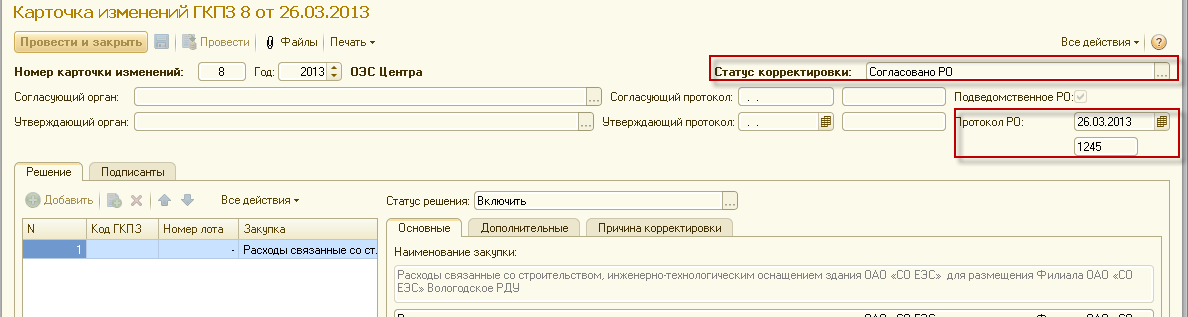 Карточка изменений ГКПЗ 8 от 26.03.2013
Провести и закрыть Провести Файлы Печать Все действия ?
Номер карточки изменений: 8 Год: 2013 ОЗС Центра Статус корректировки: Согласовано РО ...
Согласующий орган: ... Согласующий протокол: . . Подведомственное РО:
Утверждающий орган: ... Утверждающий протокол: . . Протокол РО: 26.03.2013
1245
Решение Подписанты
Добавить Все действия Статус решения: Включить ...
N Код ГКПЗ Номер лота Закупка Основные Дополнительные Причина корректировки
1 - Расходы связанные со ст... Наименование закупки:
Расходы связанные со строительством, инженерно-технологическим оснащением здания ОАО «СО ЕЭС» для размещения Филиала ОАО «СО
ЕЭС» Вологодское РДУ